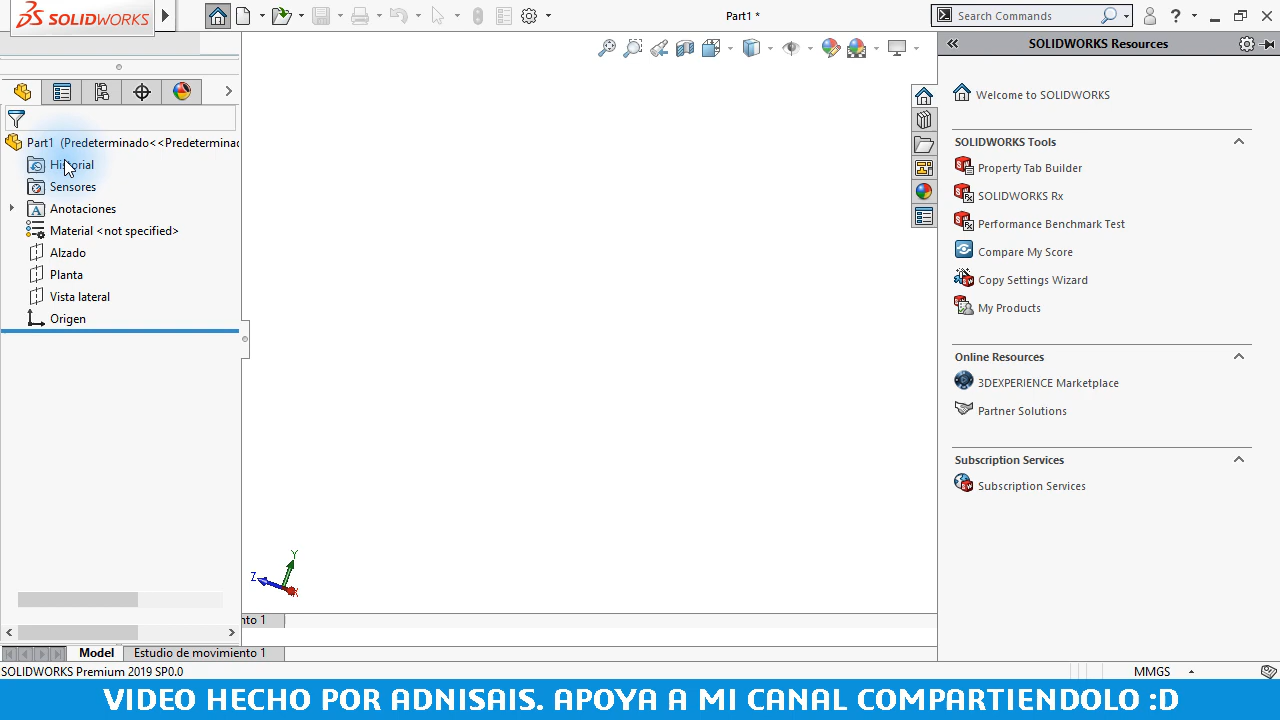 SOLIDWORKS
Part1 *
Search Commands
?
SOLIDWORKS Resources
Part1 (Predeterminado<<Predeterminac
Historial
Sensores
Anotaciones
Material <not specified>
Alzado
Planta
Vista lateral
Origen
Welcome to SOLIDWORKS
SOLIDWORKS Tools
Property Tab Builder
SOLIDWORKS Rx
Performance Benchmark Test
Compare My Score
Copy Settings Wizard
My Products
Online Resources
3DEXPERIENCE Marketplace
Partner Solutions
Subscription Services
Subscription Services
Y
Z
X
nto 1
Model
Estudio de movimiento 1
SOLIDWORKS Premium 2019 SP0.0
MMGS
VIDEO HECHO POR ADNISAIS. APOYA A MI CANAL COMPARTIENDOLO :D